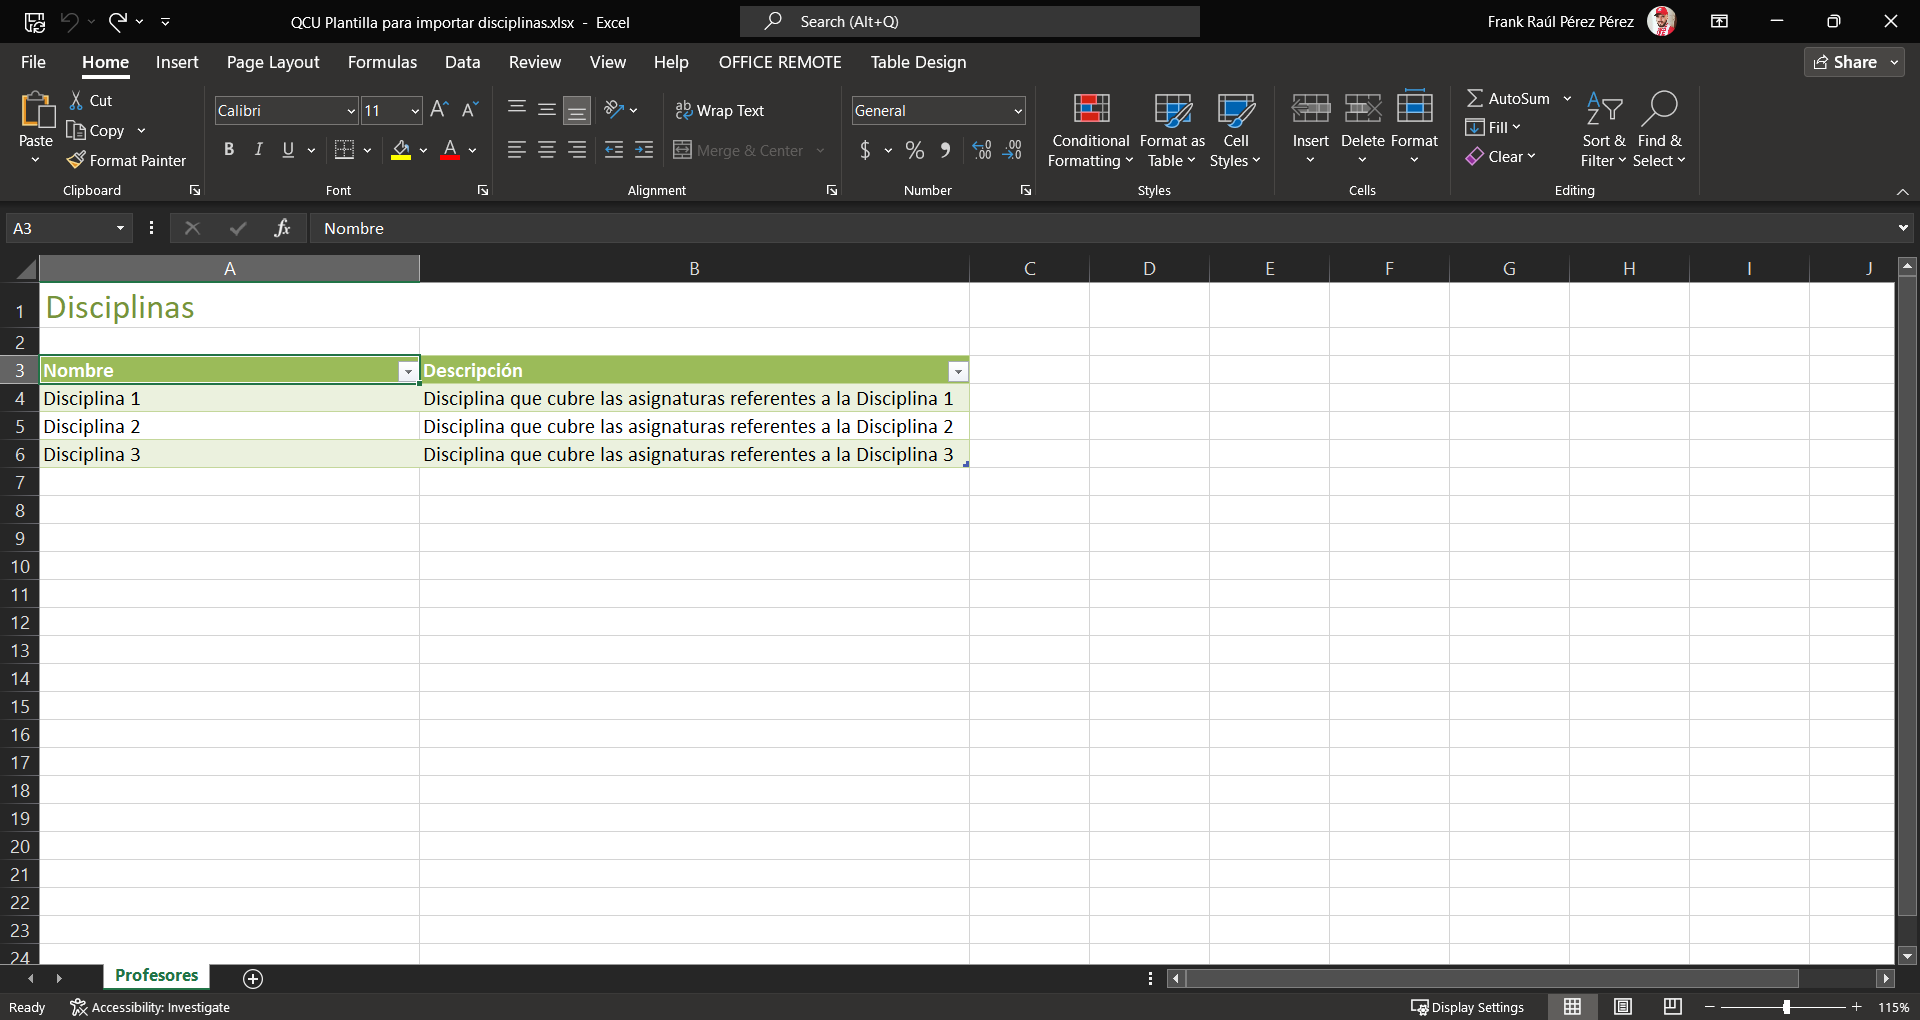 QCU Plantilla para importar disciplinas.xlsx - Excel
Search (Alt+Q)
Frank Raúl Pérez Pérez
File Home Insert Page Layout Formulas Data Review View Help OFFICE REMOTE Table Design
Share
Paste
Cut
Copy
Format Painter
Clipboard
Calibri 11
B I U
Font
Wrap Text
Merge & Center
Alignment
General
$ % 9
Number
Conditional Formatting
Format as Table
Cell Styles
Styles
Insert Delete Format
Cells
AutoSum
Fill
Clear
Sort & Filter
Find & Select
Editing
A3 fx Nombre
A B C D E F G H I J
1 Disciplinas
2
3 Nombre Descripción
4 Disciplina 1 Disciplina que cubre las asignaturas referentes a la Disciplina 1
5 Disciplina 2 Disciplina que cubre las asignaturas referentes a la Disciplina 2
6 Disciplina 3 Disciplina que cubre las asignaturas referentes a la Disciplina 3
7
8
9
10
11
12
13
14
15
16
17
18
19
20
21
22
23
24
Profesores
Ready Accessibility: Investigate Display Settings 115%